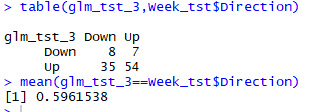 > table(glm_tst_3,Week_tst$Direction)
glm_tst_3 Down Up
Down 8 7
Up 35 54
> mean(glm_tst_3==Week_tst$Direction)
[1] 0.5961538
>